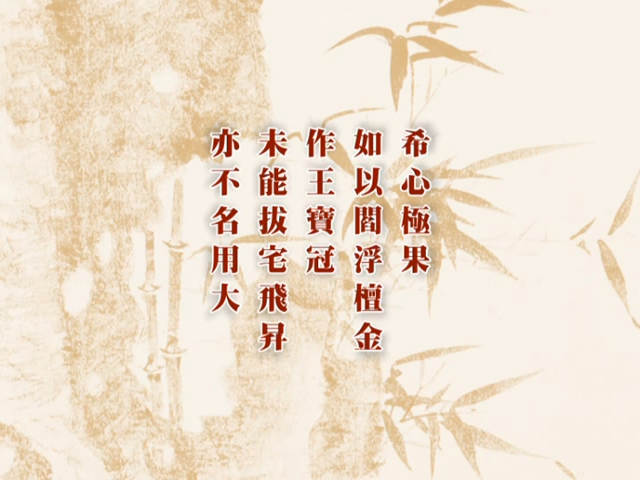 希心極果
如以閻浮檀金
作王寶冠
未能拔宅飛昇
亦不名用大